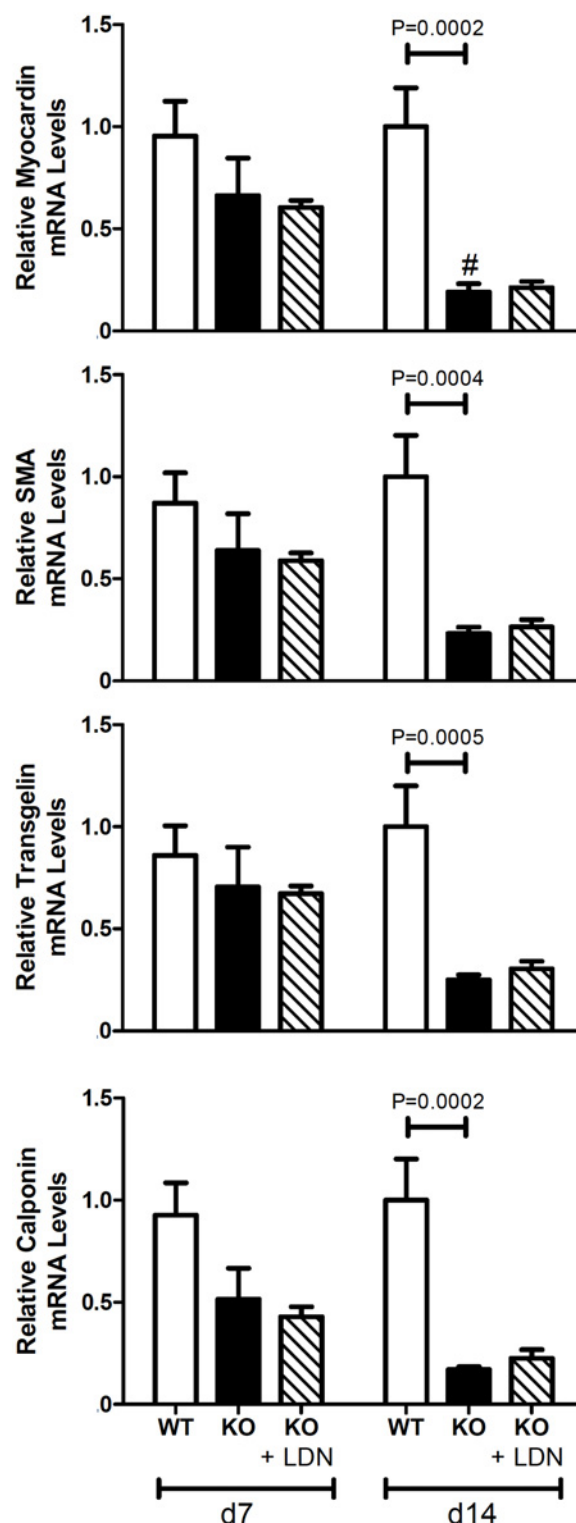 Relative Myocardin
mRNA Levels
1.5
1.0
0.5
.0
P=0.0002
#
Relative SMA
mRNA Levels
1.5
1.0
0.5
0
P=0.0004
Relative Transgelin
mRNA Levels
1.5
1.0
0.5
.0
P=0.0005
Relative Calponin
mRNA Levels
1.5
1.0
0.5
.0
P=0.0002
WT KO KO WT KO KO
+ LDN + LDN
d7 d14